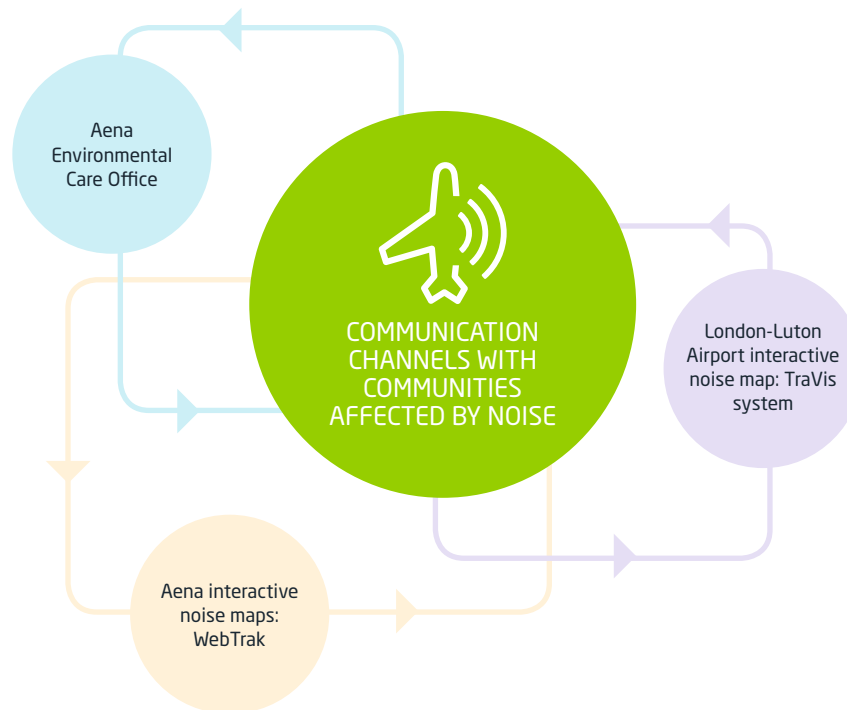 Aena
Environmental
Care Office
COMMUNICATION
CHANNELS WITH
COMMUNITIES
AFFECTED BY NOISE
London-Luton
Airport interactive
noise map: TraVis
system
Aena interactive
noise maps:
WebTrak